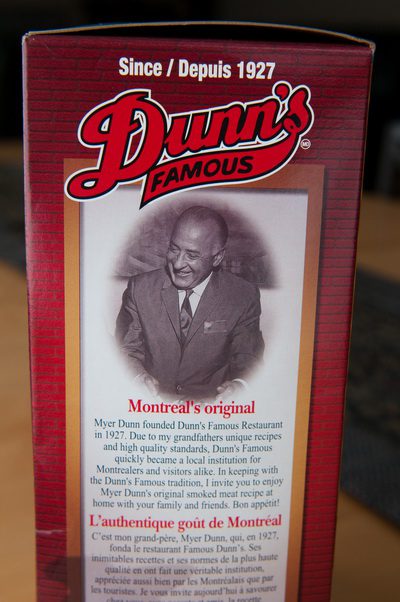 Since / Depuis 1927
Dunn's
FAMOUS
MD
Montreal's original
Myer Dunn founded Dunn's Famous Restaurant
in 1927. Due to my grandfathers unique recipes
and high quality standards, Dunn's Famous
quickly became a local institution for
Montrealers and visitors alike. In keeping with
the Dunn's Famous tradition, I invite you to enjoy
Myer Dunn's original smoked meat recipe at
home with your family and friends. Bon appétit!
L'authentique goût de Montréal
C'est mon grand-père, Myer Dunn, qui, en 1927,
fonda le restaurant Famous Dunn's. Ses
inimitables recettes et ses normes de la plus haute
qualité en ont fait une véritable institution,
appréciée aussi bien par les Montréalais que par
les touristes. Je vous invite aujourd'hui à savourer